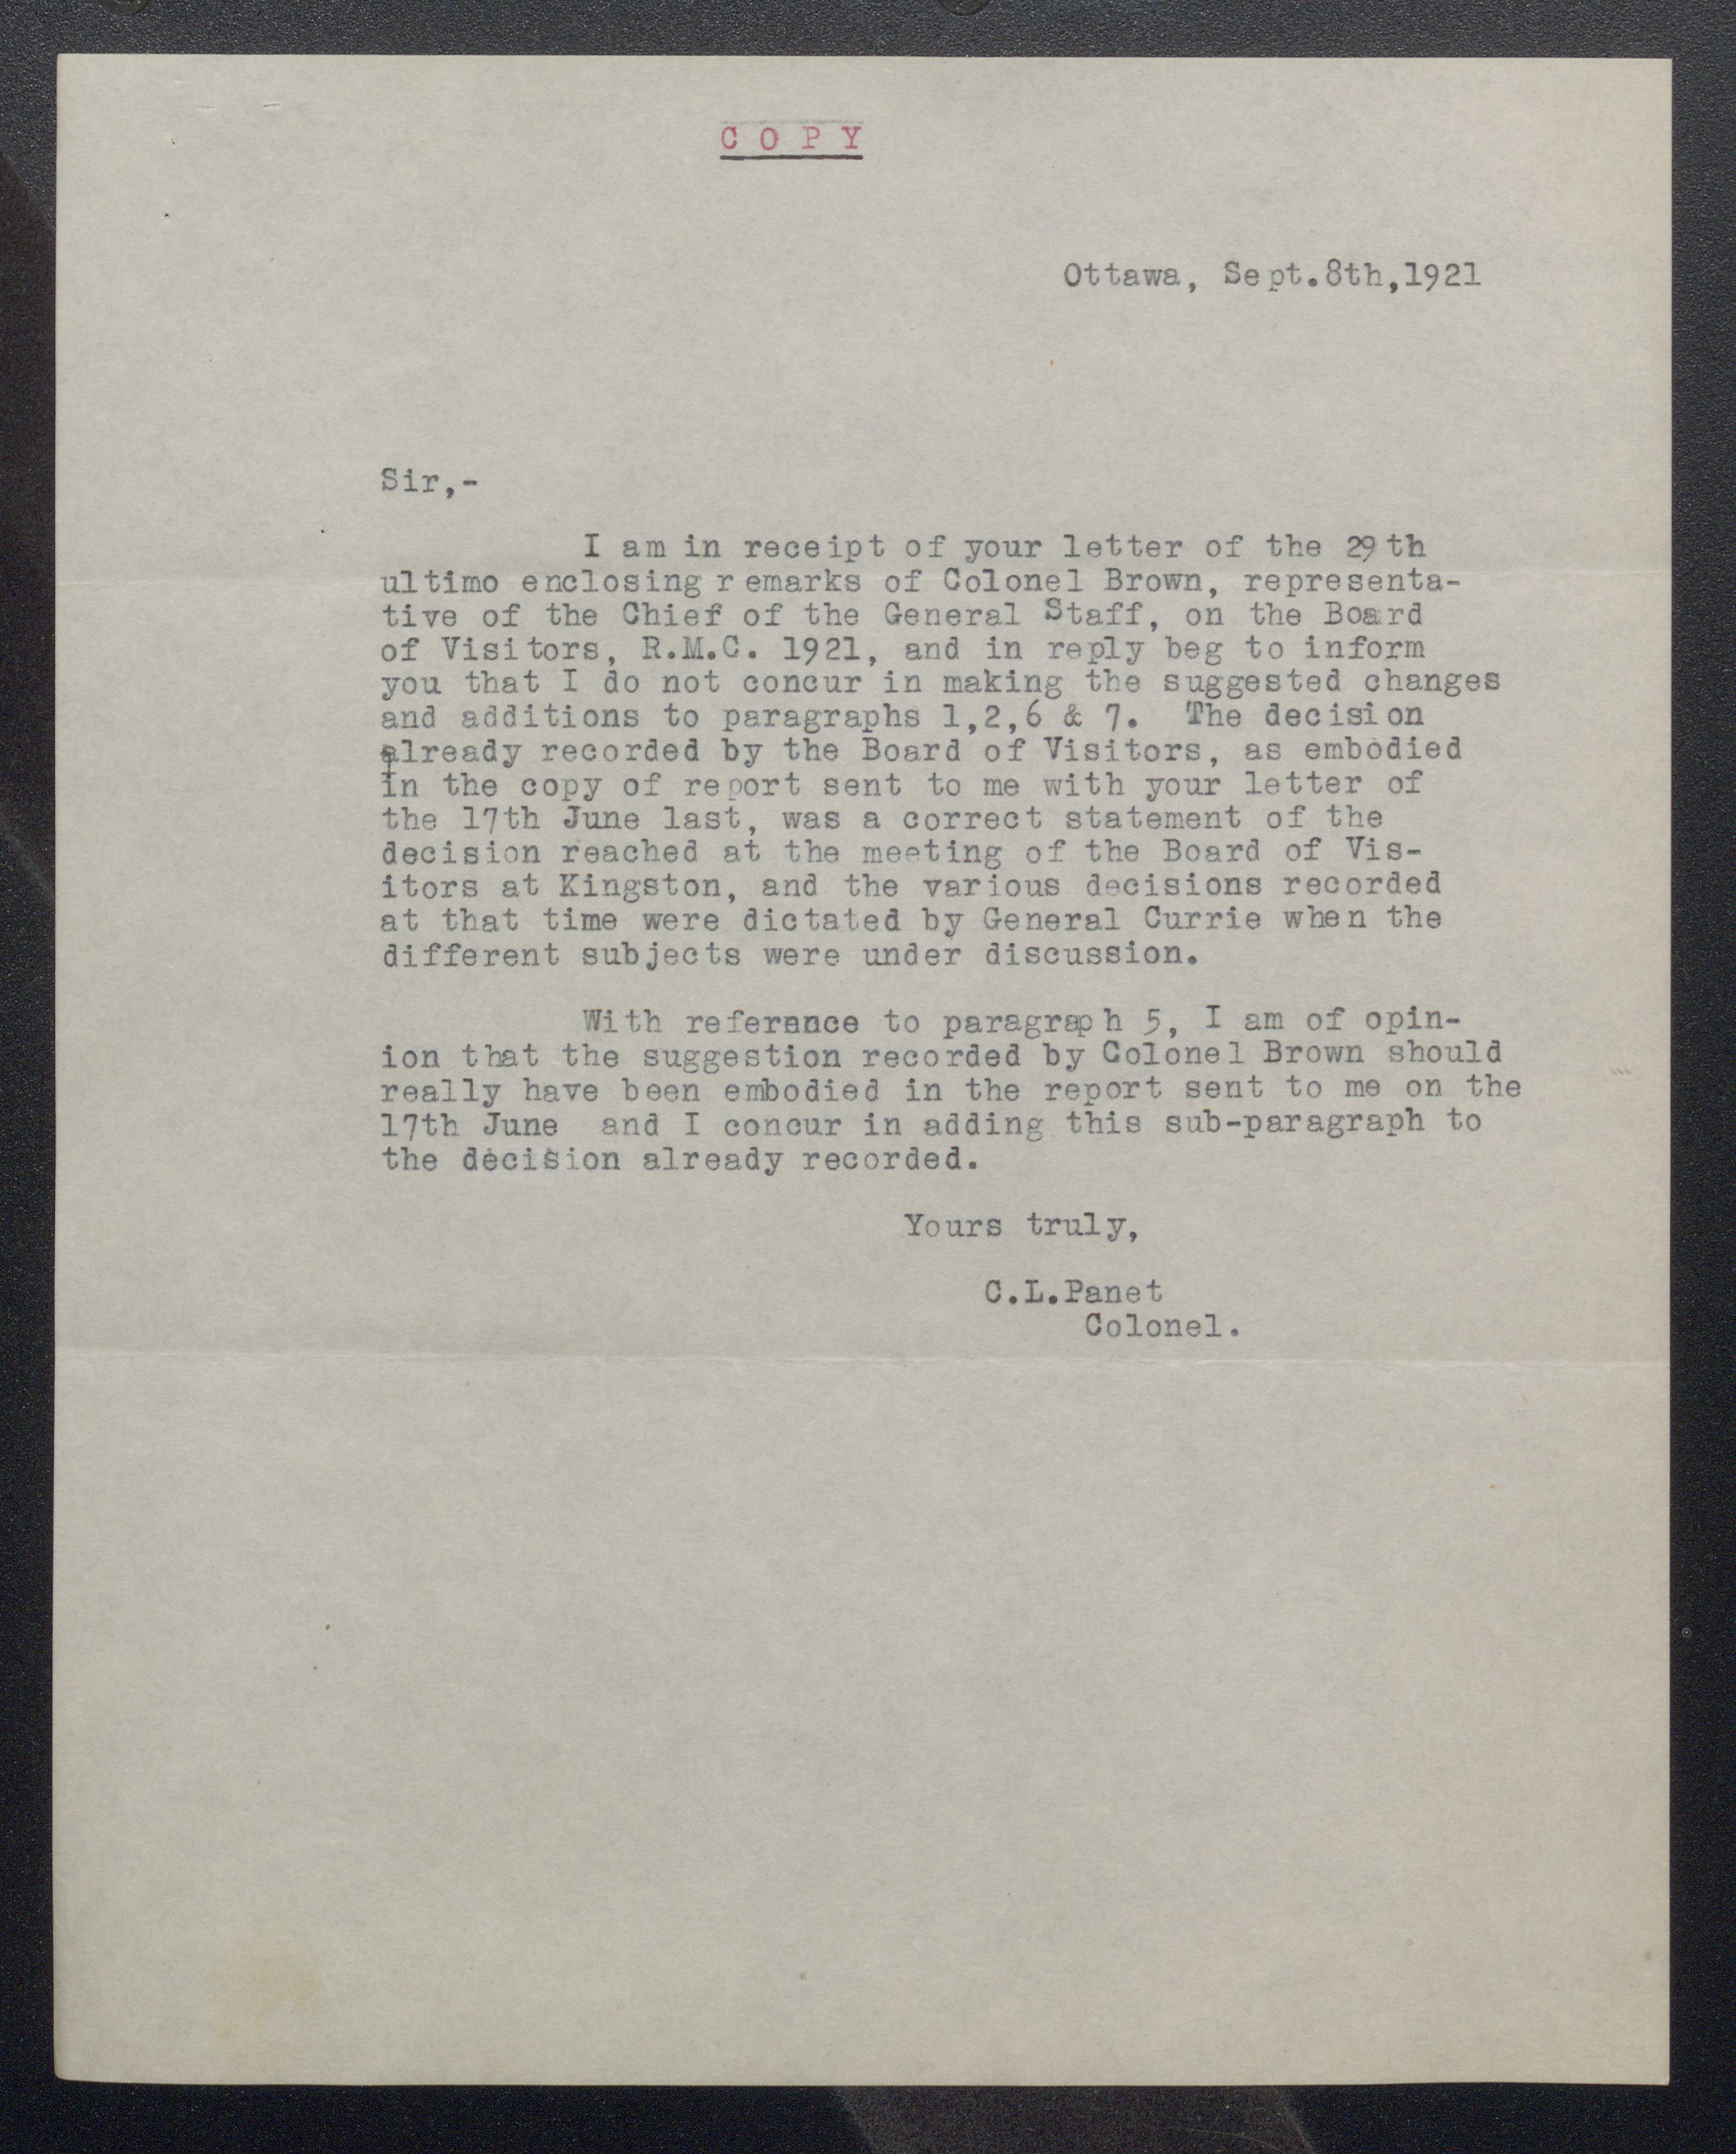 COPY
Ottawa, Sept.8th,1921
Sir,-
I am in receipt of your letter of the 29th
ultimo enclosing remarks of Colonel Brown, representa-
tive of the Chief of the General Staff, on the Board
of Visitors, R.M.C. 1921, and in reply beg to inform
you that I do not concur in making the suggested changes
and additions to paragraphs 1,2,6 & 7. The decision
already recorded by the Board of Visitors, as embodied
in the copy of report sent to me with your letter of
the 17th June last, was a correct statement of the
decision reached at the meeting of the Board of Vis-
itors at Kingston, and the various decisions recorded
at that time were dictated by General Currie when the
different subjects were under discussion.
With referance to paragraph 5, I am of opin-
ion that the suggestion recorded by Colonel Brown should
really have been embodied in the report sent to me on the
17th June and I concur in adding this sub-paragraph to
the decision already recorded.
Yours truly,
C.L.Panet
Colonel.